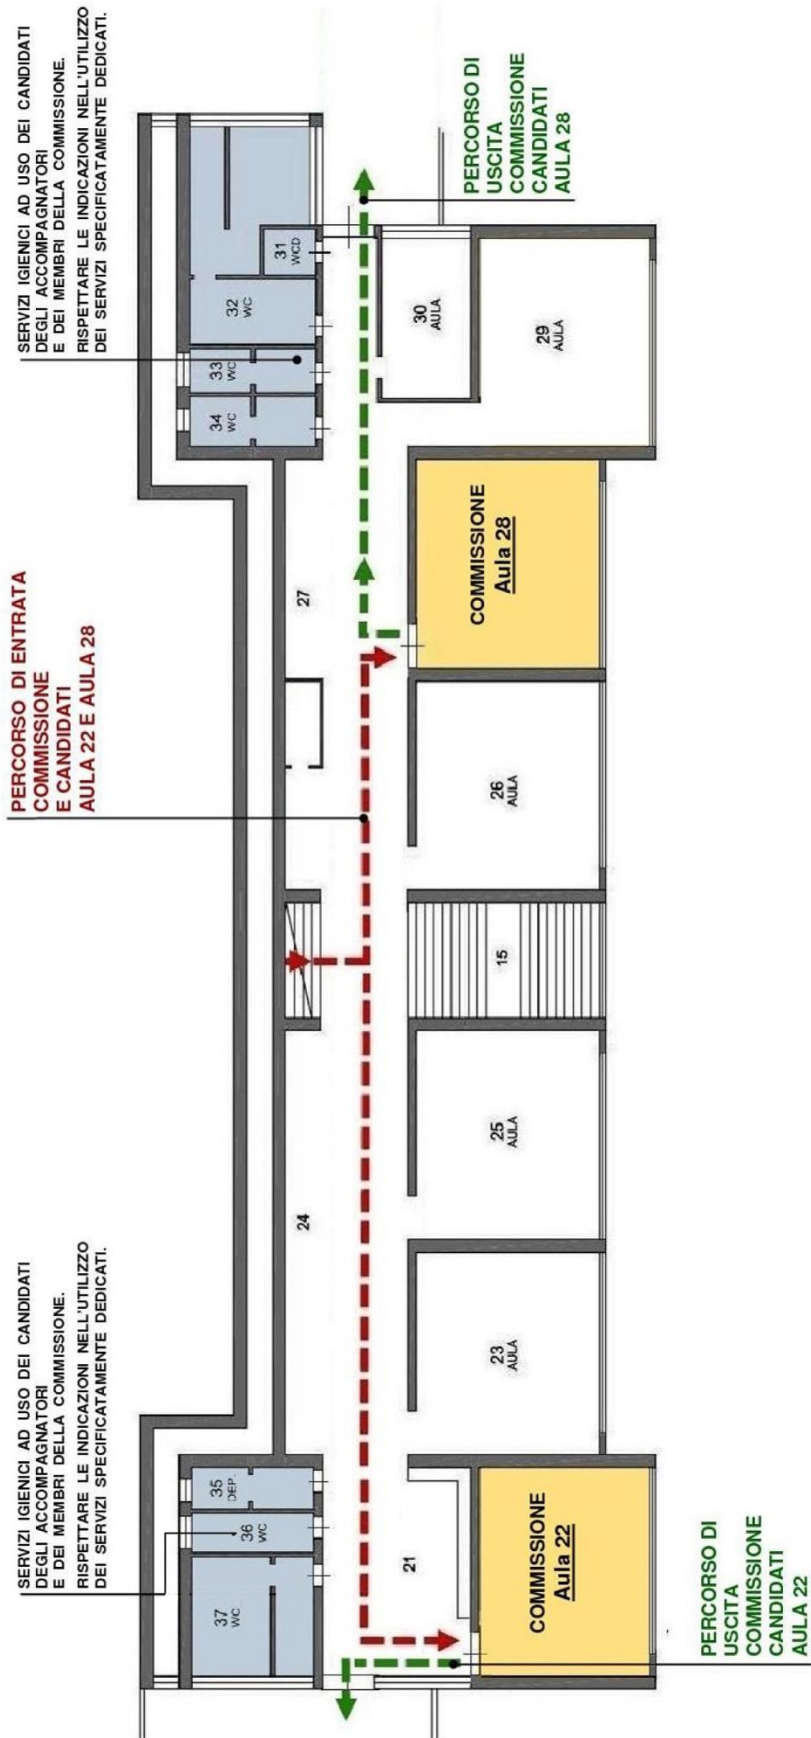 SERVIZI IGIENICI AD USO DEI CANDIDATI
DEGLI ACCOMPAGNATORI
E DEI MEMBRI DELLA COMMISSIONE.
RISPETTARE LE INDICAZIONI NELL'UTILIZZO
DEI SERVIZI SPECIFICATAMENTE DEDICATI.
PERCORSO DI ENTRATA
COMMISSIONE
E CANDIDATI
AULA 22 E AULA 28
SERVIZI IGIENICI AD USO DEI CANDIDATI
DEGLI ACCOMPAGNATORI
E DEI MEMBRI DELLA COMMISSIONE.
RISPETTARE LE INDICAZIONI NELL'UTILIZZO
DEI SERVIZI SPECIFICATAMENTE DEDICATI.
37
WC
36
WC
35
DEP.
34
WC
33
WC
32
WC
31
WCD
24
27
21
23
AULA
25
AULA
15
26
AULA
30
AULA
29
AULA
COMMISSIONE
Aula 22
COMMISSIONE
Aula 28
PERCORSO DI
USCITA
COMMISSIONE
CANDIDATI
AULA 28
PERCORSO DI
USCITA
COMMISSIONE
CANDIDATI
AULA 22